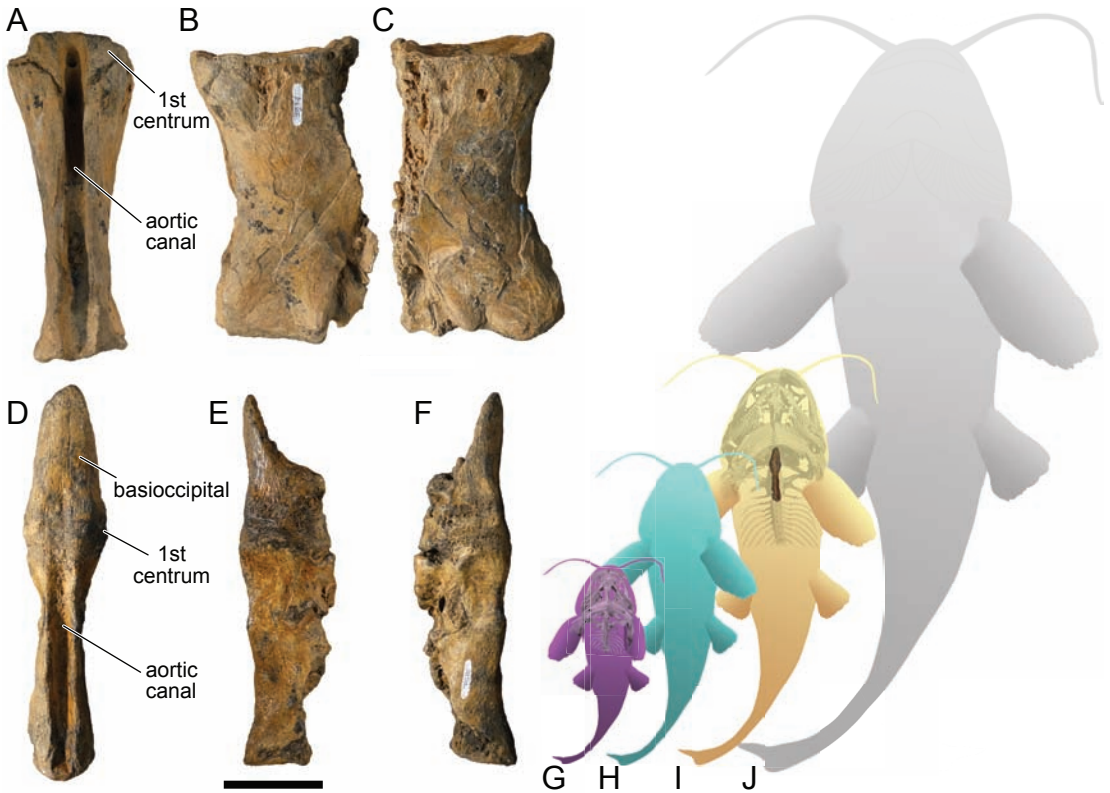 A
B
C
1st
centrum
aortic
canal
D
E
F
basioccipital
1st
centrum
aortic
canal
G H I J